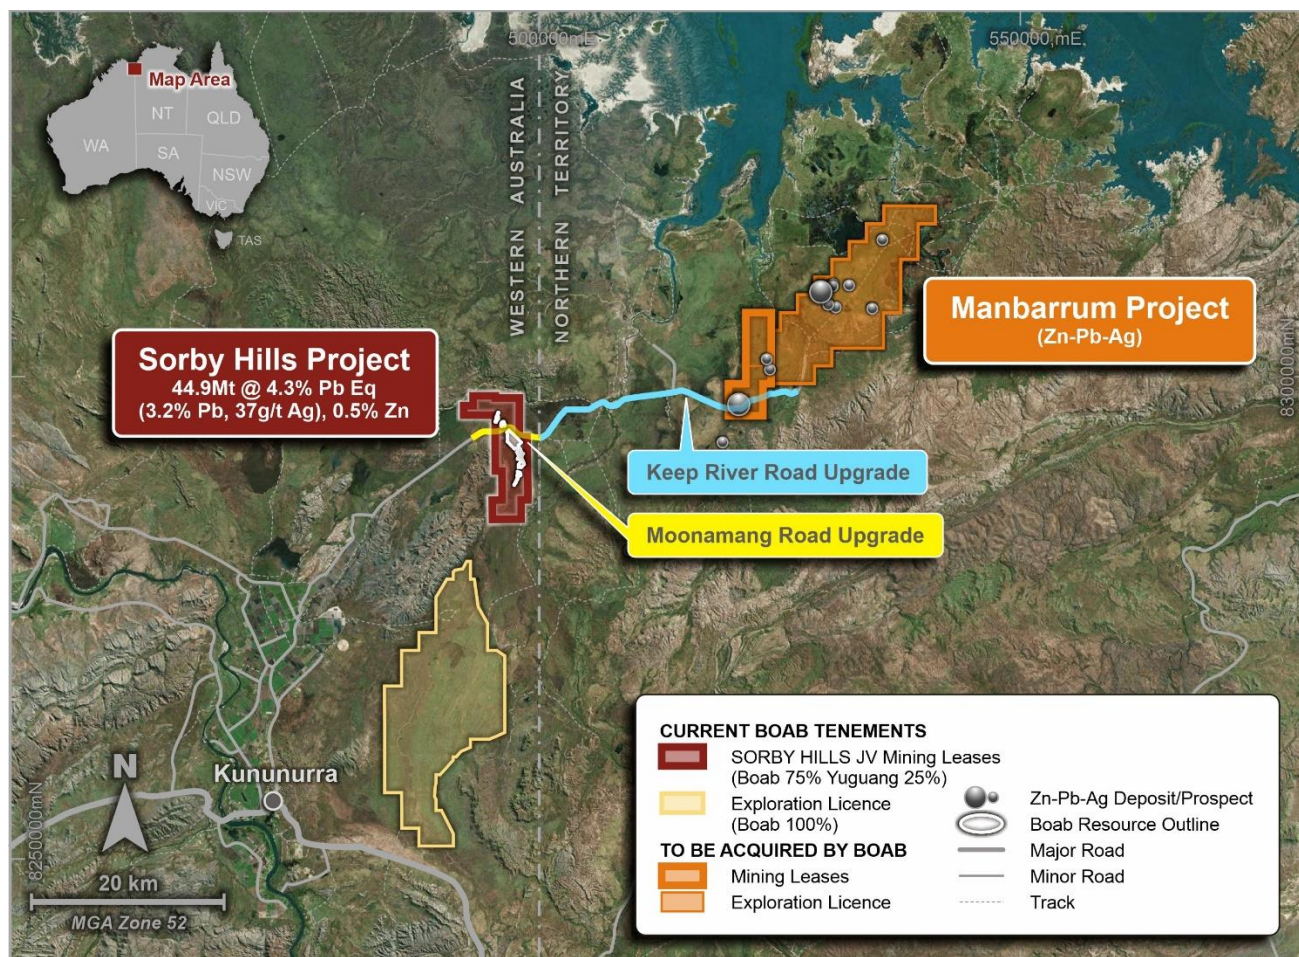 500000mE
550000 mE
Map Area
WA
NT
QLD
SA
NSW
VIC
TAS
WESTERN AUSTRALIA
NORTHERN TERRITORY
Manbarrum Project
(Zn-Pb-Ag)
Sorby Hills Project
44.9Mt @ 4.3% Pb Eq
(3.2% Pb, 37g/t Ag), 0.5% Zn
8300000mN
Keep River Road Upgrade
Moonamang Road Upgrade
Kununurra
N
8250000mN
20 km
MGA Zone 52
CURRENT BOAB TENEMENTS
SORBY HILLS JV Mining Leases
(Boab 75% Yuguang 25%)
Exploration Licence
(Boab 100%)
TO BE ACQUIRED BY BOAB
Mining Leases
Exploration Licence
Zn-Pb-Ag Deposit/Prospect
Boab Resource Outline
Major Road
Minor Road
Track